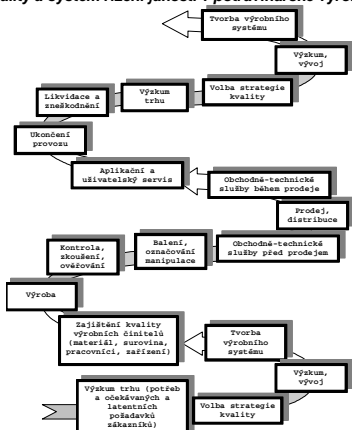 Tvorba výrobního
systému
Výzkum,
vývoj
Volba strategie
kvality
Výzkum
trhu
Likvidace a
zneškodnění
Ukončení
provozu
Aplikační a
uživatelský servis
Obchodně-technické
služby během prodeje
Prodej,
distribuce
Obchodně-technické
služby před prodejem
Balení,
označování
manipulace
Kontrola,
zkoušení,
ověřování
Výroba
Zajištění kvality
výrobních činitelů
(materiál, surovina,
pracovníci, zařízení)
Tvorba
výrobního
systému
Výzkum,
vývoj
Volba strategie
kvality
Výzkum trhu (potřeb
a očekávaných a
latentních
požadavků
zákazníků)